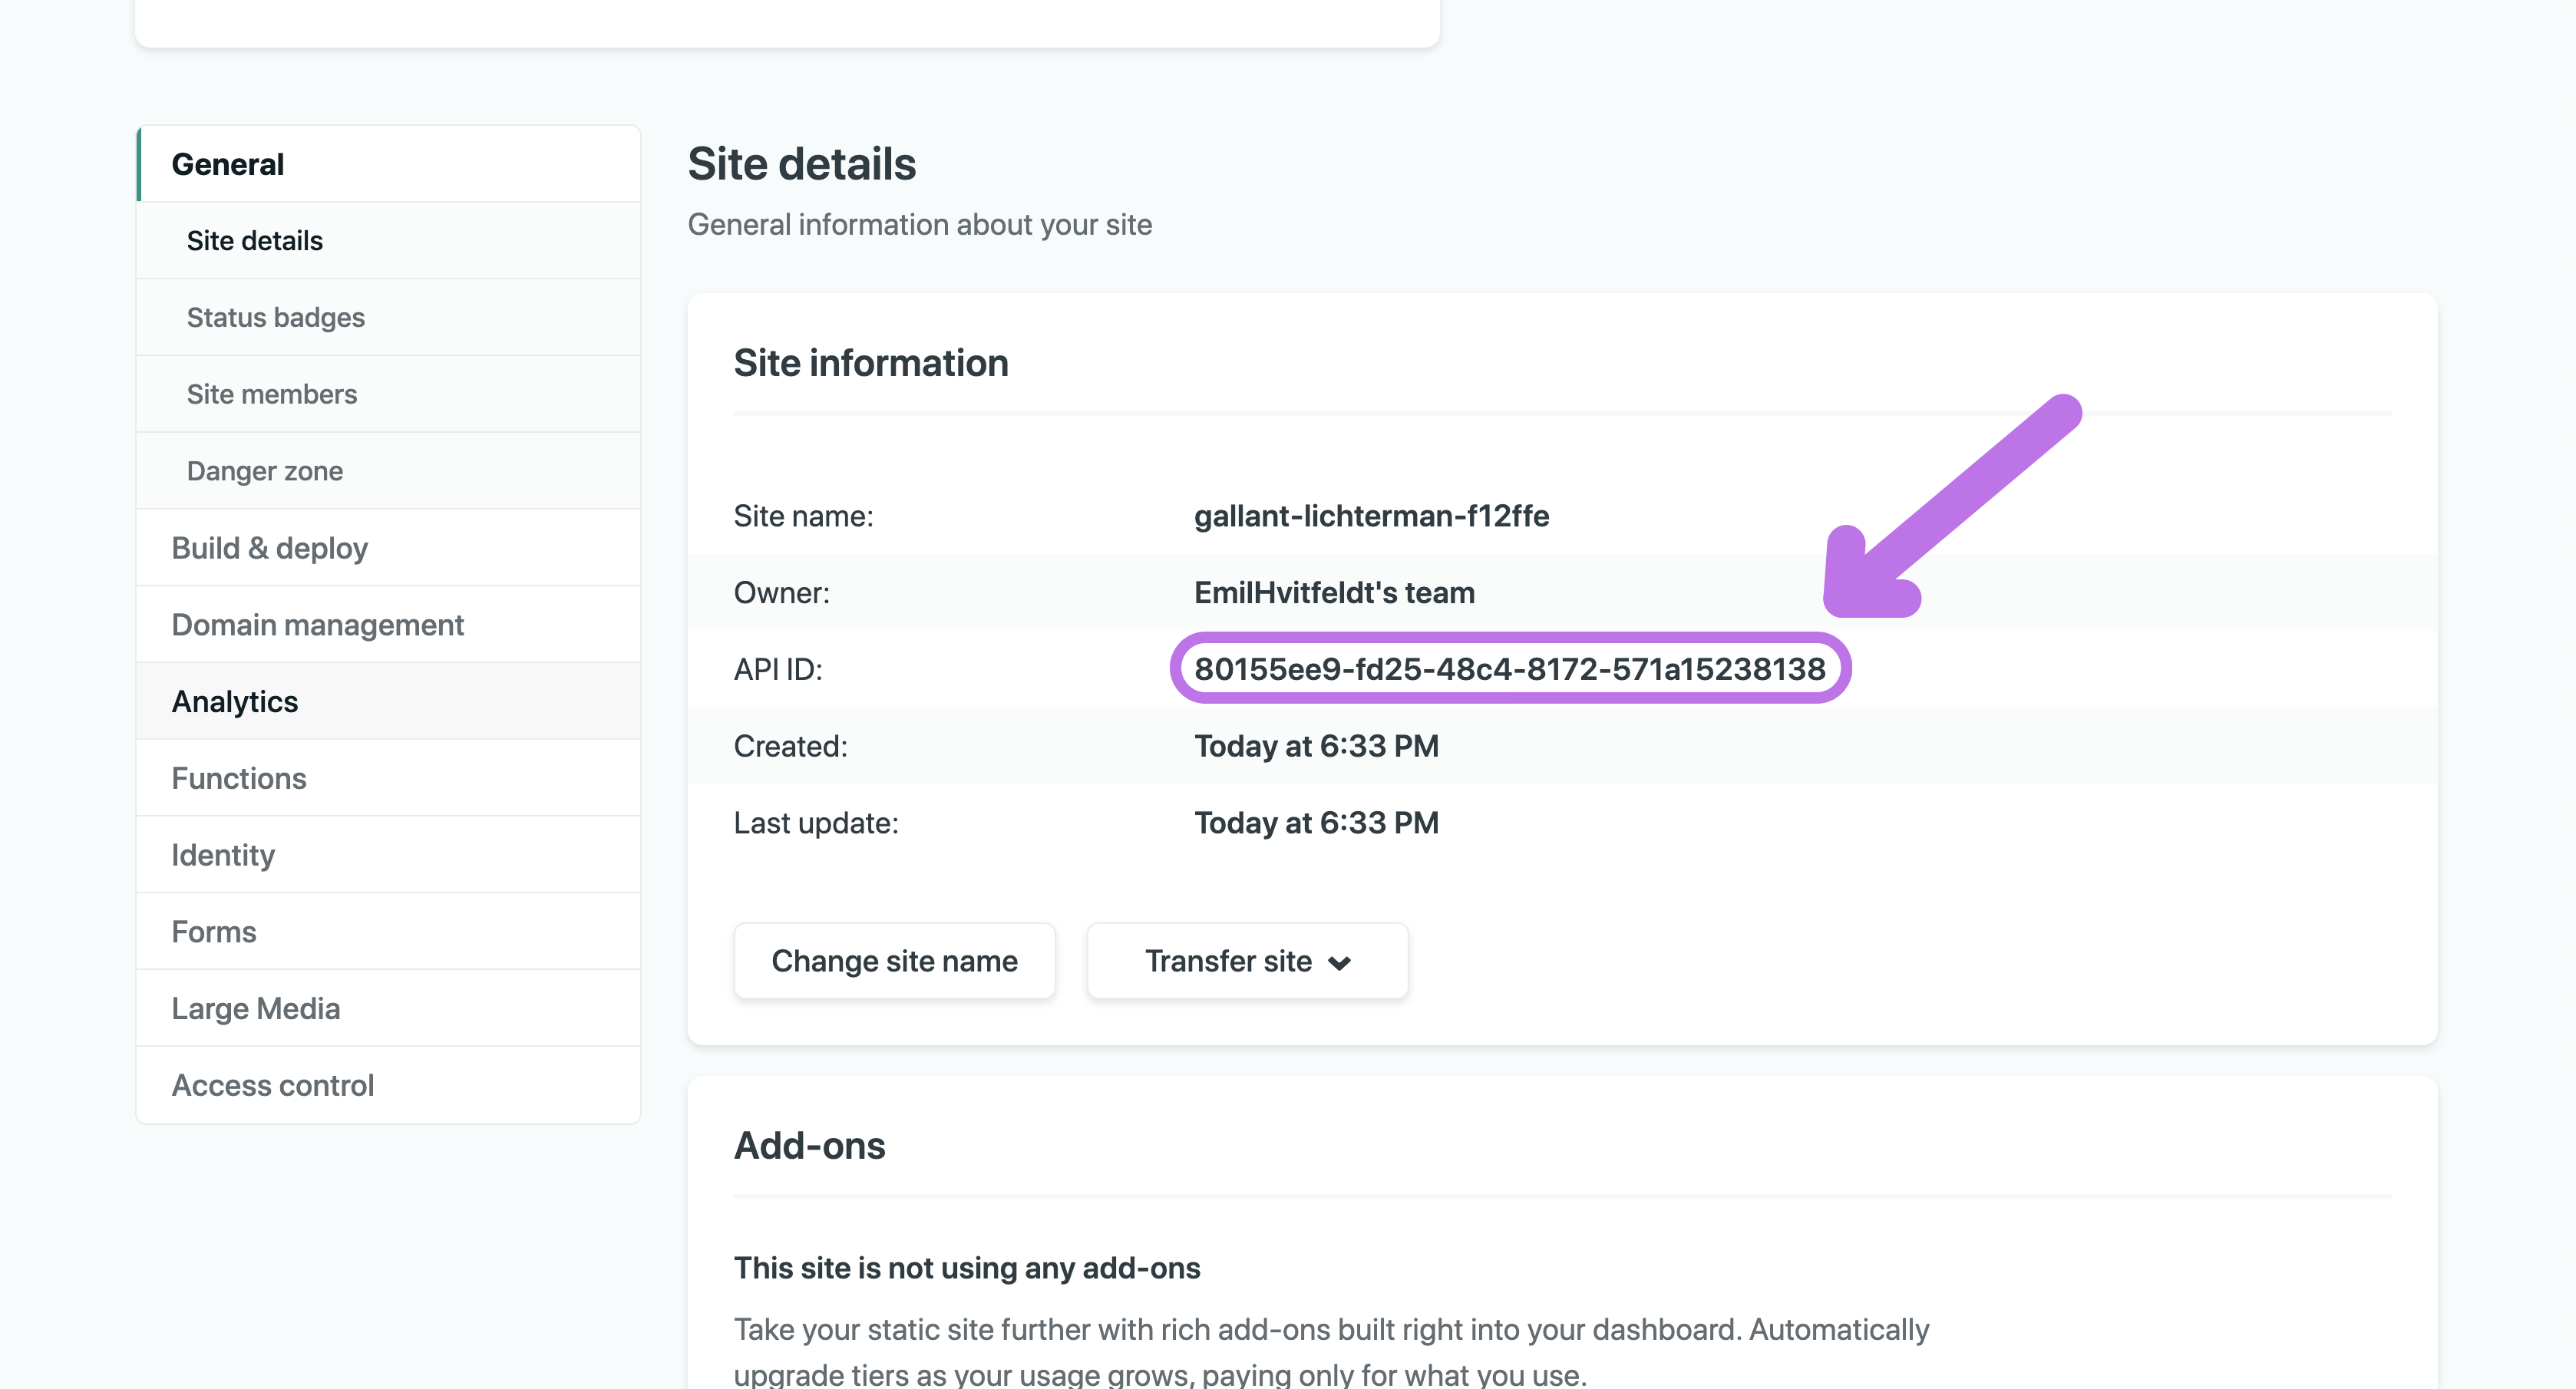 General
Site details
Status badges
Site members
Danger zone
Build & deploy
Domain management
Analytics
Functions
Identity
Forms
Large Media
Access control
Site details
General information about your site
Site information
Site name: gallant-lichterman-f12ffe
Owner: EmilHvitfeldt's team
API ID: 80155ee9-fd25-48c4-8172-571a15238138
Created: Today at 6:33 PM
Last update: Today at 6:33 PM
Change site name Transfer site
Add-ons
This site is not using any add-ons
Take your static site further with rich add-ons built right into your dashboard. Automatically
upgrade tiers as your usage grows, paying only for what you use.